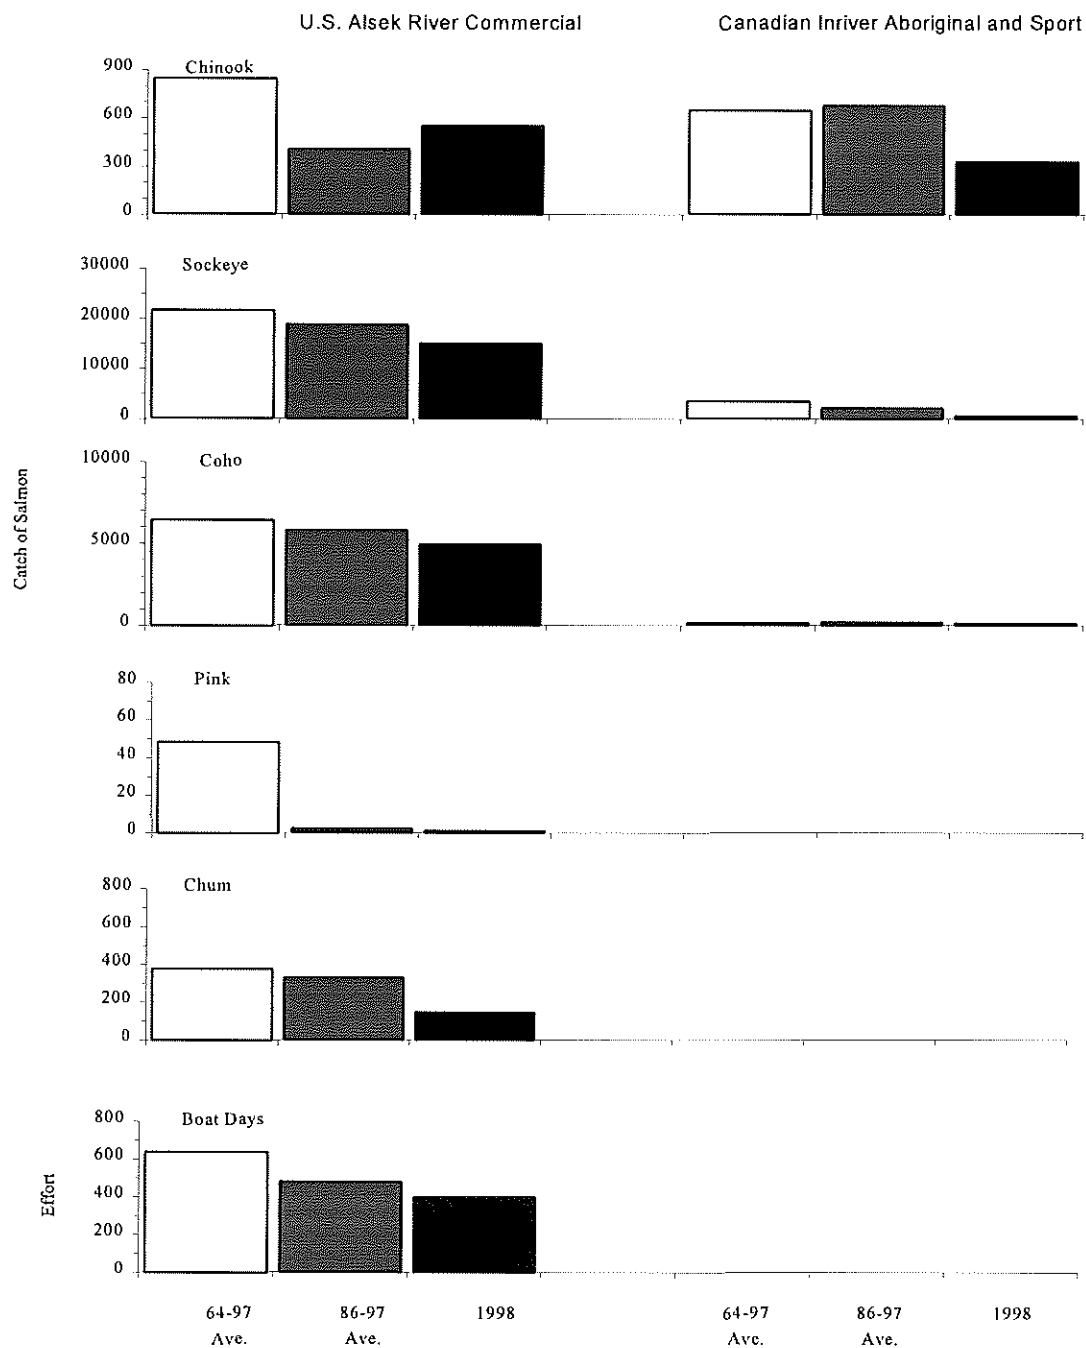 U.S. Alsek River Commercial
Canadian Inriver Aboriginal and Sport
Chinook
900
600
300
0
Sockeye
30000
20000
10000
0
Coho
10000
5000
0
Catch of Salmon
Pink
80
60
40
20
0
Chum
800
600
400
200
0
Boat Days
800
600
400
200
0
Effort
64-97 86-97 1998 64-97 86-97 1998
Ave. Ave. Ave. Ave.